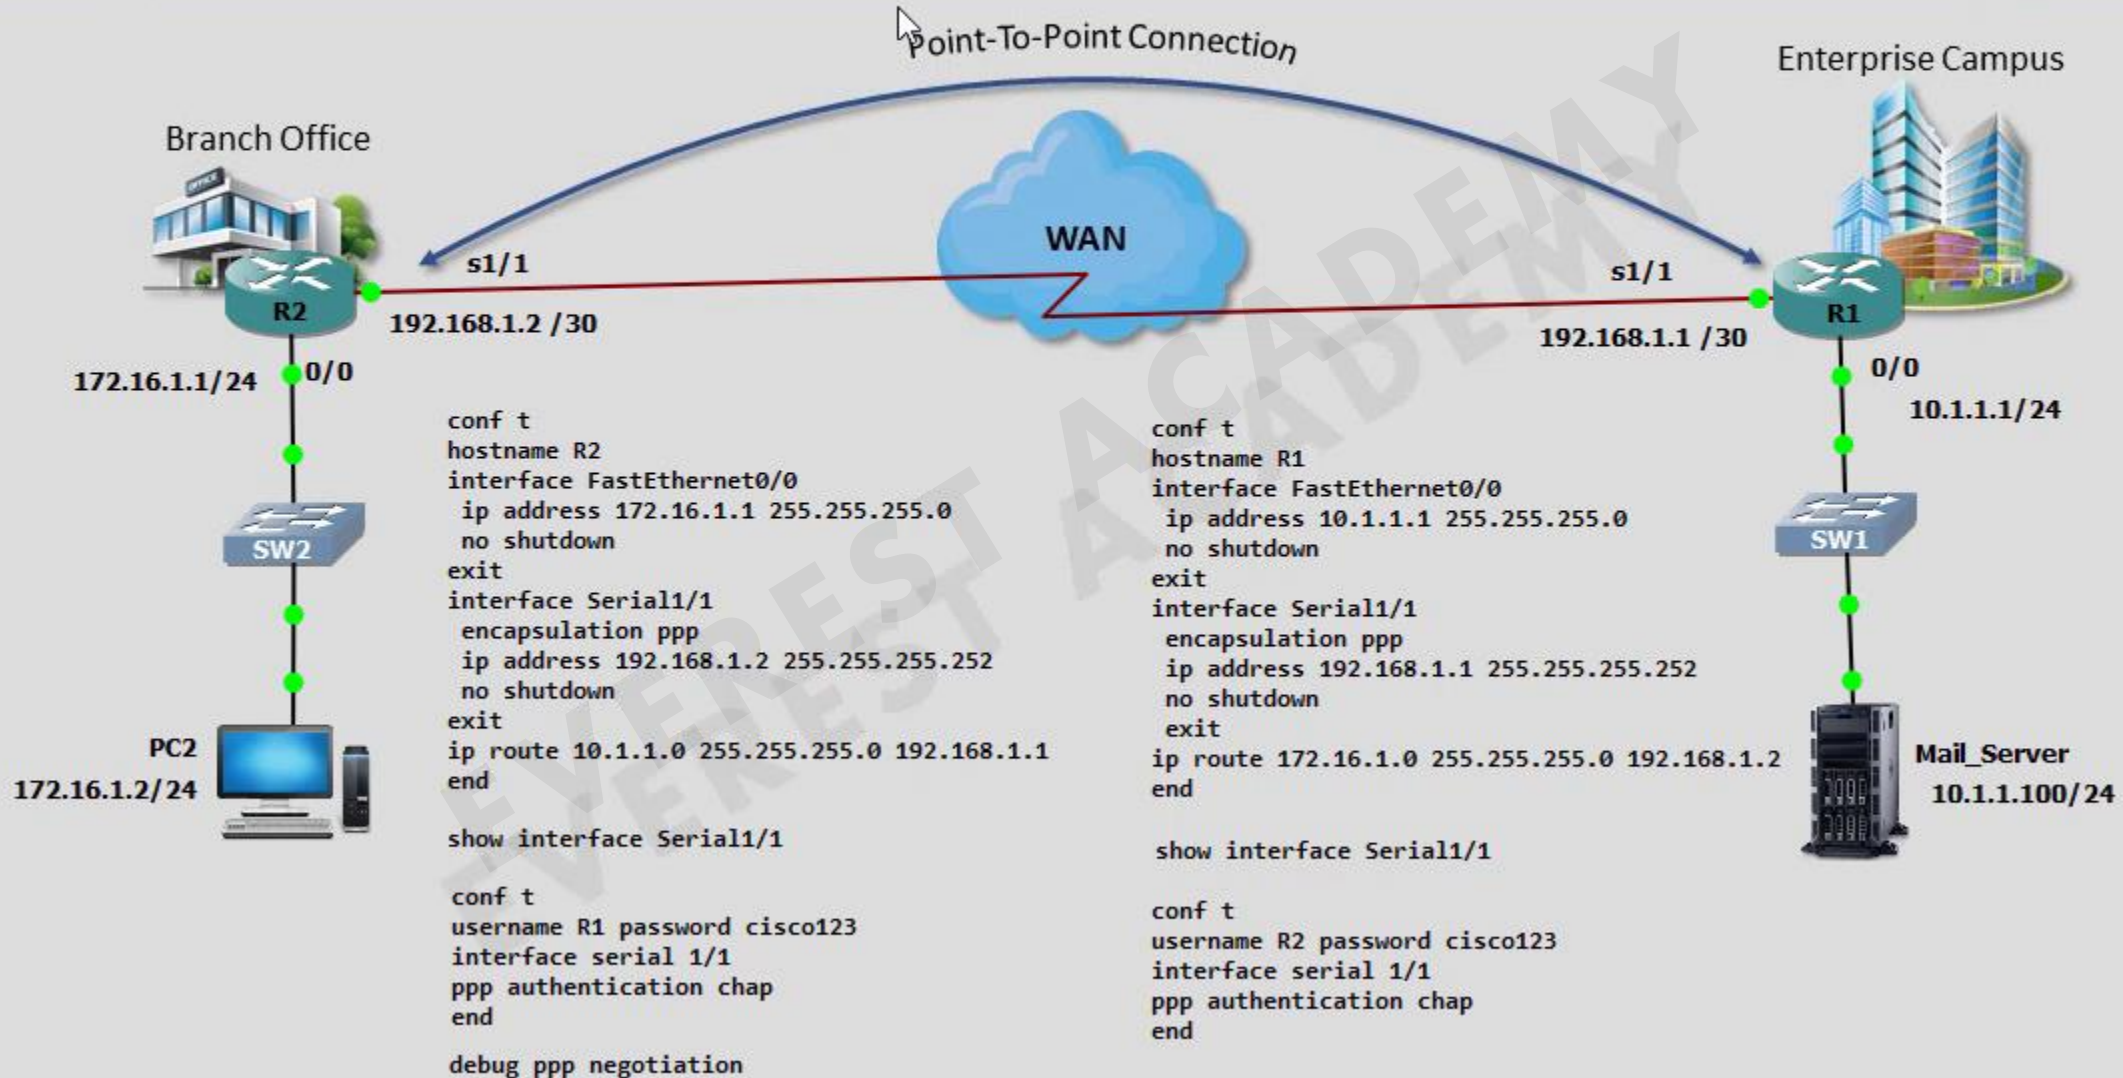 Point-To-Point Connection
Enterprise Campus
Branch Office
OFFICE
WAN
s1/1
s1/1
R2
R1
192.168.1.2 /30
192.168.1.1 /30
172.16.1.1/24
0/0
0/0
10.1.1.1/24
SW2
SW1
PC2
172.16.1.2/24
Mail_Server
10.1.1.100/24
conf t
hostname R2
interface FastEthernet0/0
ip address 172.16.1.1 255.255.255.0
no shutdown
exit
interface Serial1/1
encapsulation ppp
ip address 192.168.1.2 255.255.255.252
no shutdown
exit
ip route 10.1.1.0 255.255.255.0 192.168.1.1
end
show interface Serial1/1
conf t
username R1 password cisco123
interface serial 1/1
ppp authentication chap
end
debug ppp negotiation
conf t
hostname R1
interface FastEthernet0/0
ip address 10.1.1.1 255.255.255.0
no shutdown
exit
interface Serial1/1
encapsulation ppp
ip address 192.168.1.1 255.255.255.252
no shutdown
exit
ip route 172.16.1.0 255.255.255.0 192.168.1.2
end
show interface Serial1/1
conf t
username R2 password cisco123
interface serial 1/1
ppp authentication chap
end
EVEREST ACADEMY